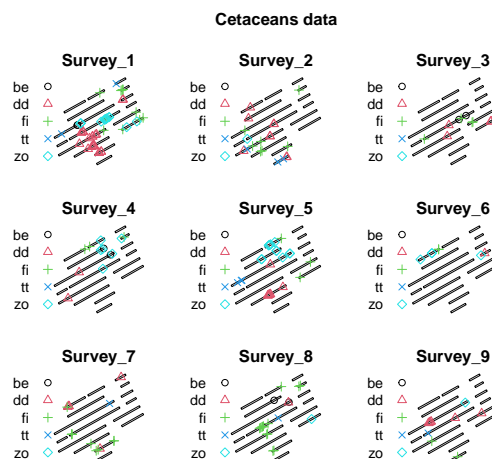 Cetaceans data
Survey_1
be
dd
fi
tt
zo
Survey_2
be
dd
fi
tt
zo
Survey_3
be
dd
fi
tt
zo
Survey_4
be
dd
fi
tt
zo
Survey_5
be
dd
fi
tt
zo
Survey_6
be
dd
fi
tt
zo
Survey_7
be
dd
fi
tt
zo
Survey_8
be
dd
fi
tt
zo
Survey_9
be
dd
fi
tt
zo